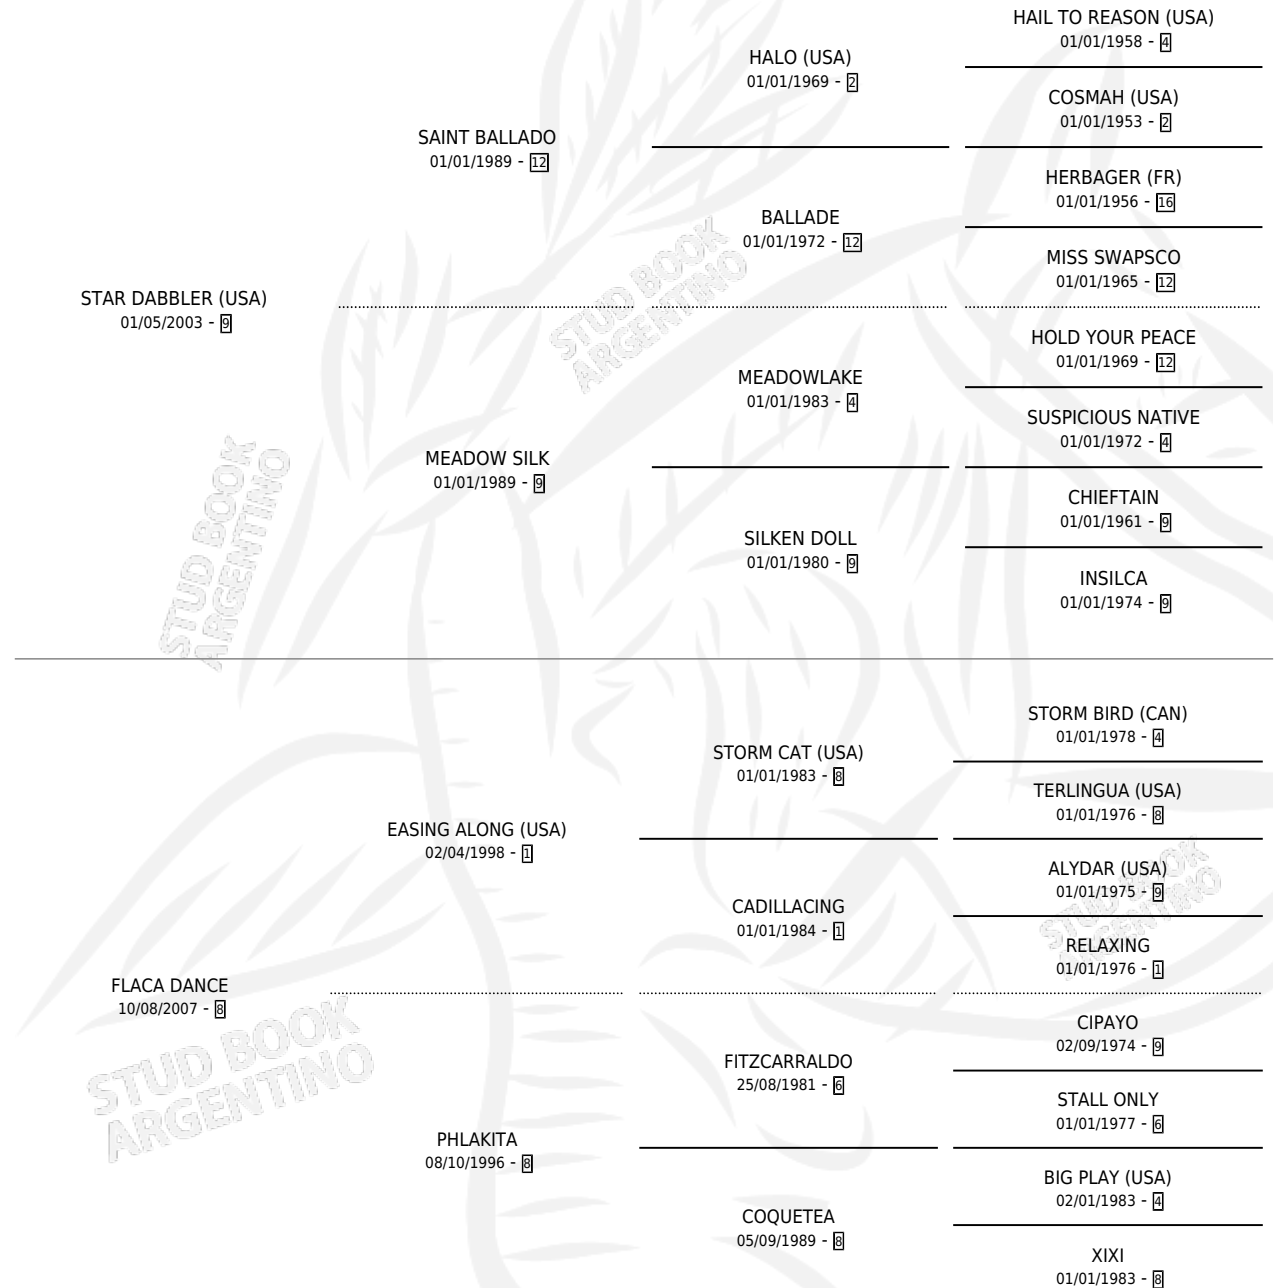 HAIL TO REASON (USA)
01/01/1958 - 4
HALO (USA)
01/01/1969 - 2
COSMAH (USA)
01/01/1953 - 2
SAINT BALLADO
01/01/1989 - 12
HERBAGER (FR)
01/01/1956 - 16
BALLADE
01/01/1972 - 12
MISS SWAPSCO
01/01/1965 - 12
STAR DABBLER (USA)
01/05/2003 - 9
STUD BOOK
ARGENTINO
HOLD YOUR PEACE
01/01/1969 - 12
MEADOWLAKE
01/01/1983 - 4
SUSPICIOUS NATIVE
01/01/1972 - 4
MEADOW SILK
01/01/1989 - 9
CHIEFTAIN
01/01/1961 - 9
SILKEN DOLL
01/01/1980 - 9
INSILCA
01/01/1974 - 9
STUD BOOK
ARGENTINO
STORM BIRD (CAN)
01/01/1978 - 4
STORM CAT (USA)
01/01/1983 - 8
TERLINGUA (USA)
01/01/1976 - 8
EASING ALONG (USA)
02/04/1998 - 1
ALYDAR (USA)
01/01/1975 - 9
CADILLACING
01/01/1984 - 1
RELAXING
01/01/1976 - 1
STUD BOOK
ARGENTINO
FLACA DANCE
10/08/2007 - 8
CIPAYO
02/09/1974 - 9
FITZCARRALDO
25/08/1981 - 6
STALL ONLY
01/01/1977 - 6
STUD BOOK
ARGENTINO
PHLAKITA
08/10/1996 - 8
BIG PLAY (USA)
02/01/1983 - 4
COQUETEA
05/09/1989 - 8
XIXI
01/01/1983 - 8